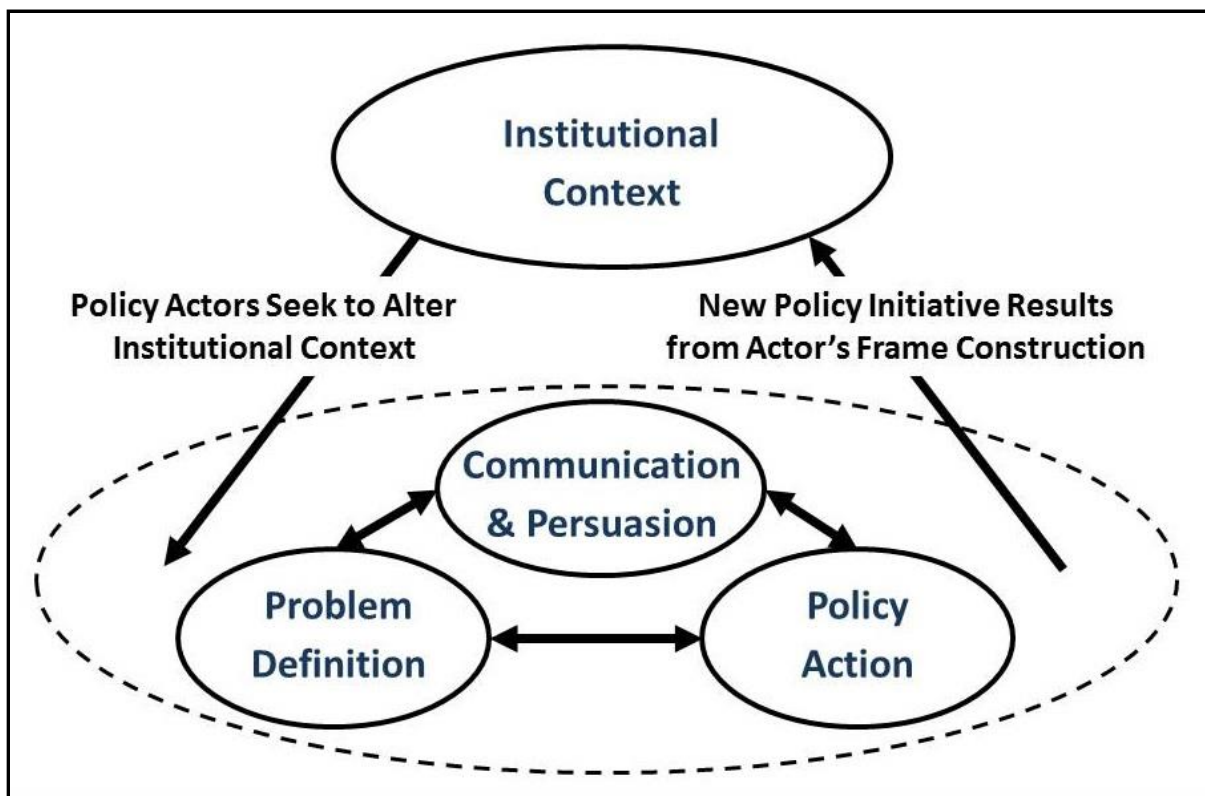 Institutional
Context
Policy Actors Seek to Alter
Institutional Context
New Policy Initiative Results
from Actor’s Frame Construction
Communication
& Persuasion
Problem
Definition
Policy
Action